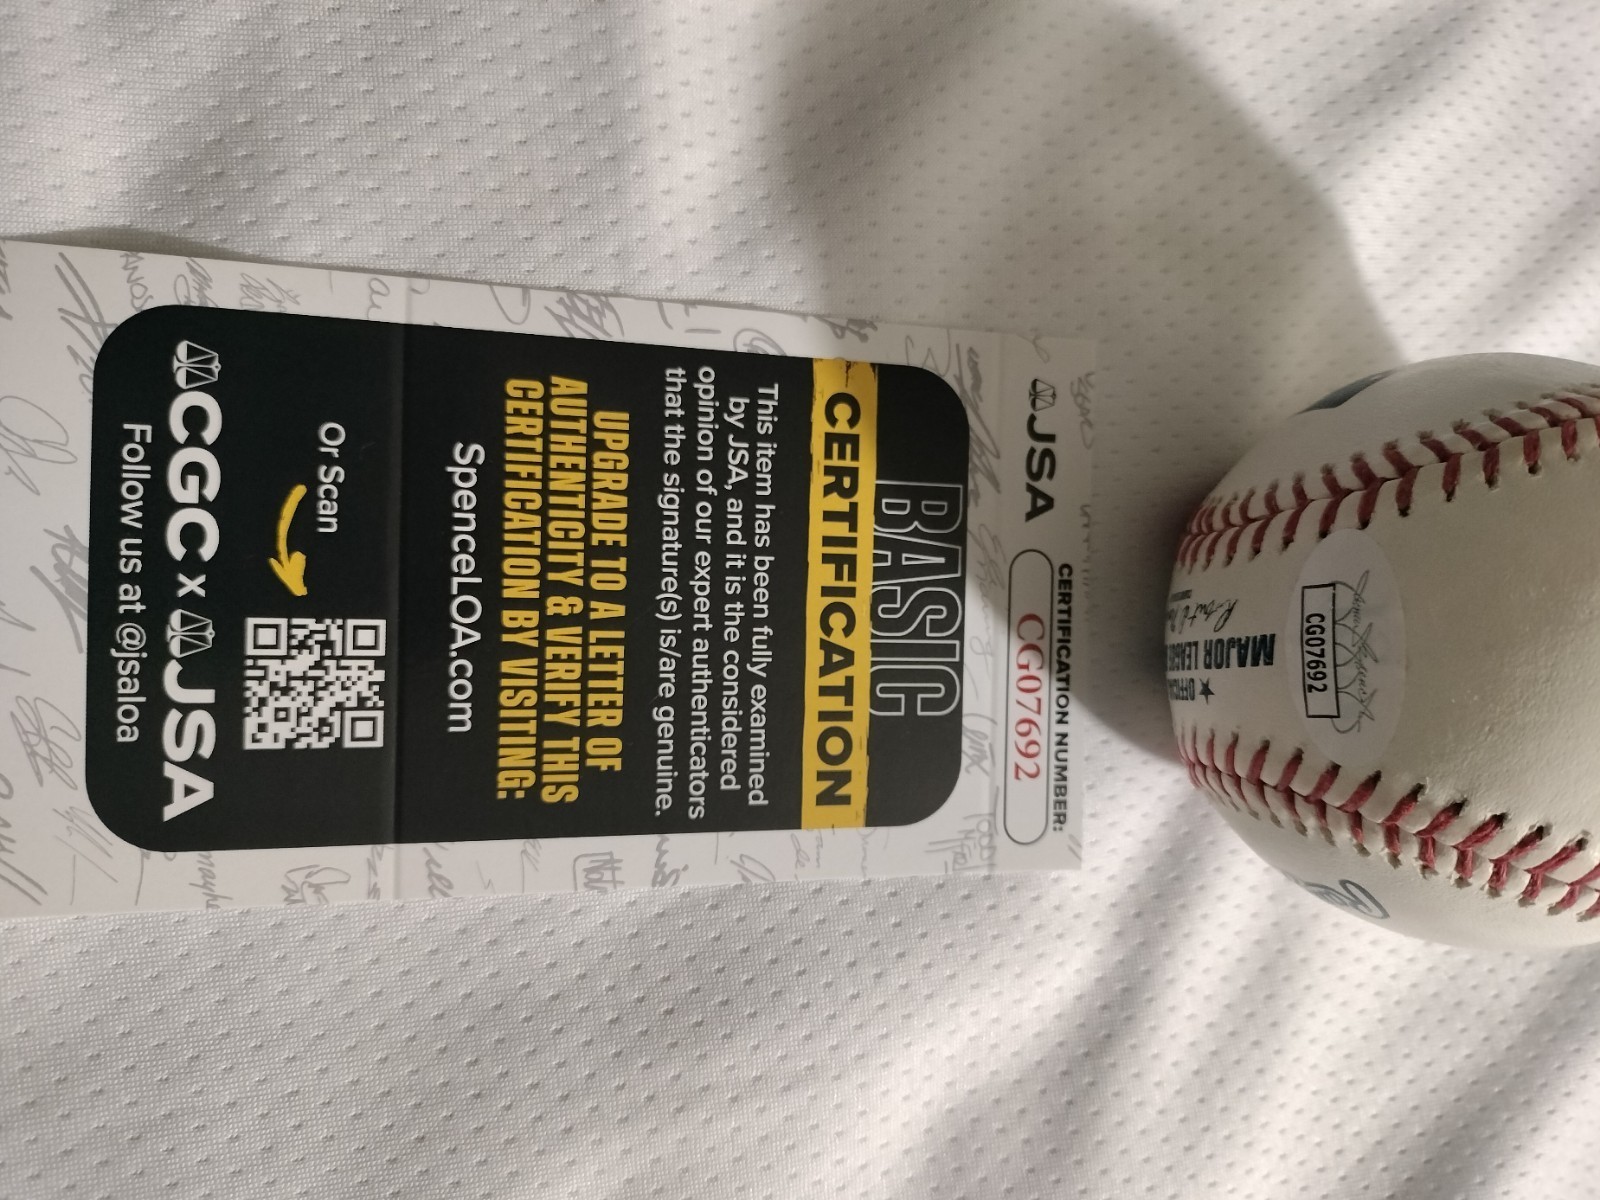 JSA
CERTIFICATION NUMBER:
CG07692
BASIC
CERTIFICATION
This item has been fully examined
by JSA, and it is the considered
opinion of our expert authenticators
that the signature(s) is/are genuine.
UPGRADE TO A LETTER OF
AUTHENTICITY & VERIFY THIS
CERTIFICATION BY VISITING:
SpenceLOA.com
Or Scan
CGC x JSA
Follow us at @jsaloa
CG07692
MAJOR LEAGUE